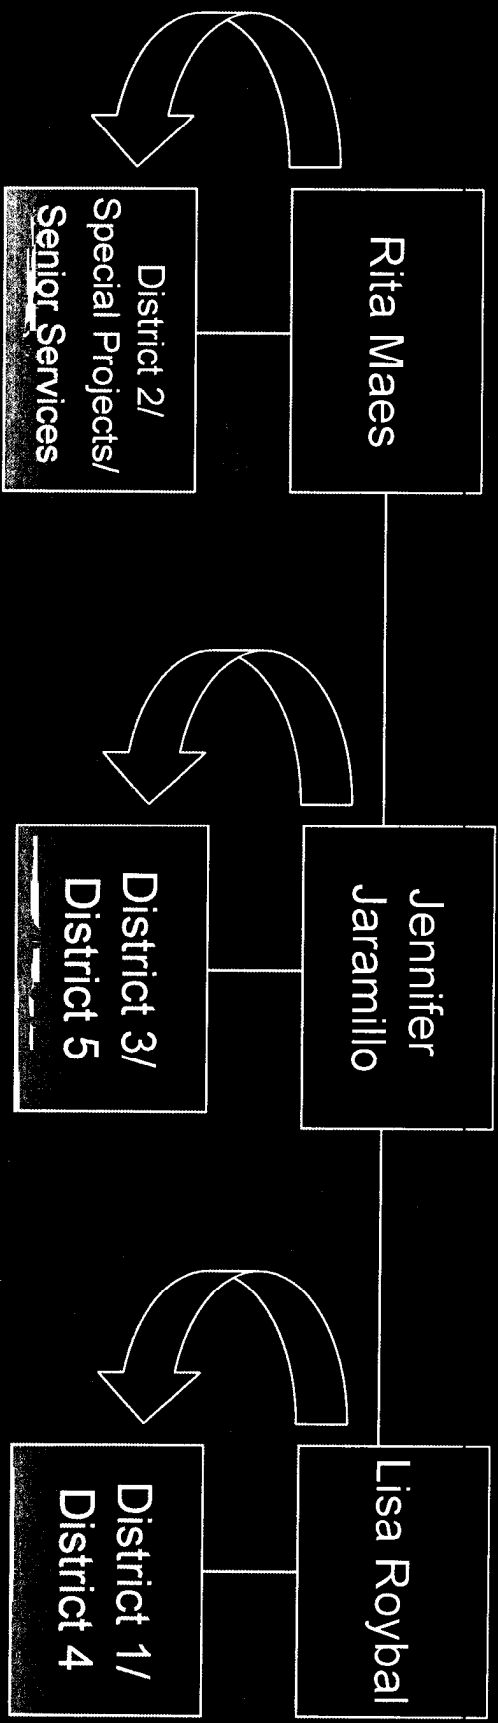 Rita Maes
District 2/
Special Projects/
Senior Services
Jennifer
Jaramillo
District 3/
District 5
Lisa Roybal
District 1/
District 4